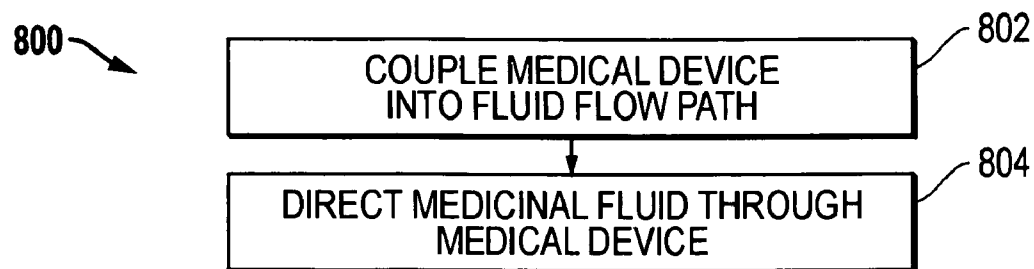 800
802
COUPLE MEDICAL DEVICE
INTO FLUID FLOW PATH
804
DIRECT MEDICINAL FLUID THROUGH
MEDICAL DEVICE